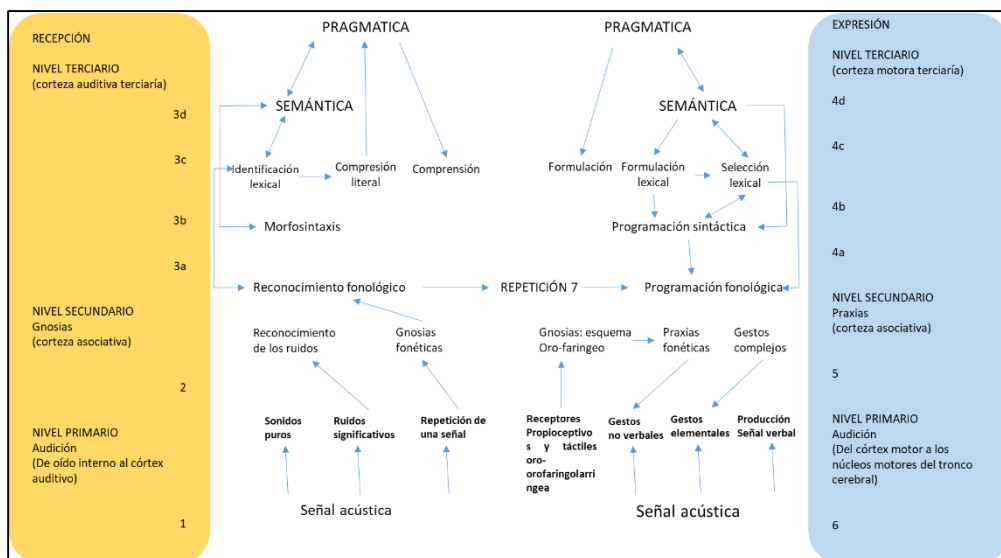 RECEPCIÓN
NIVEL TERCIARIO
(corteza auditiva terciaría)
3d
3c
3b
3a
NIVEL SECUNDARIO
Gnosias
(corteza asociativa)
2
NIVEL PRIMARIO
Audición
(De oído interno al córtex
auditivo)
1
PRAGMATICA
SEMÁNTICA
Identificación
lexical
Compresión
literal
Comprensión
Morfosintaxis
Reconocimiento fonológico
REPETICIÓN 7
Reconocimiento
de los ruidos
Gnosias
fonéticas
Sonidos
puros
Ruidos
significativos
Repetición de
una señal
Señal acústica
PRAGMATICA
SEMÁNTICA
Formulación
Formulación
lexical
Selección
lexical
Programación sintáctica
Programación fonológica
Gnosias: esquema
Oro-faringeo
Praxias
fonéticas
Gestos
complejos
Receptores
Propioceptivo
s y táctiles
oro-
orofaringolarri
ngea
Gestos
no verbales
Gestos
elementales
Producción
Señal verbal
Señal acústica
EXPRESIÓN
NIVEL TERCIARIO
(corteza motora terciaría)
4d
4c
4b
4a
NIVEL SECUNDARIO
Praxias
(corteza asociativa)
5
NIVEL PRIMARIO
Audición
(Del córtex motor a los
núcleos motores del tronco
cerebral)
6